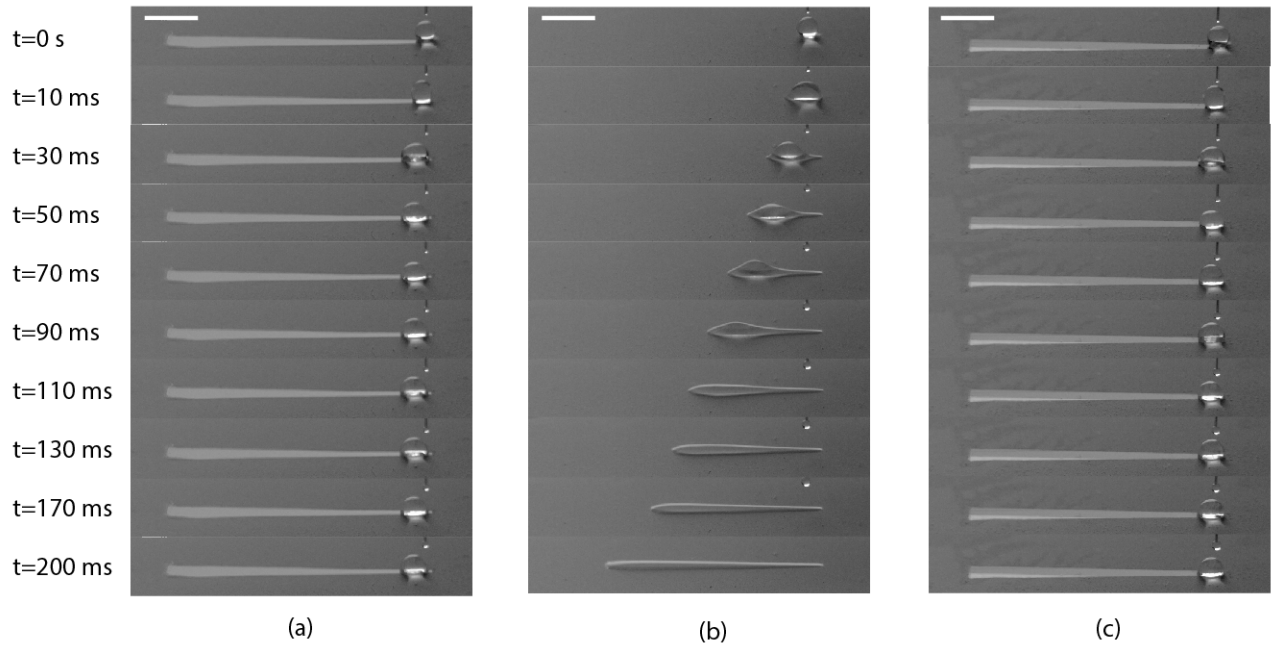 t=0 s
t=10 ms
t=30 ms
t=50 ms
t=70 ms
t=90 ms
t=110 ms
t=130 ms
t=170 ms
t=200 ms
(a)
(b)
(c)